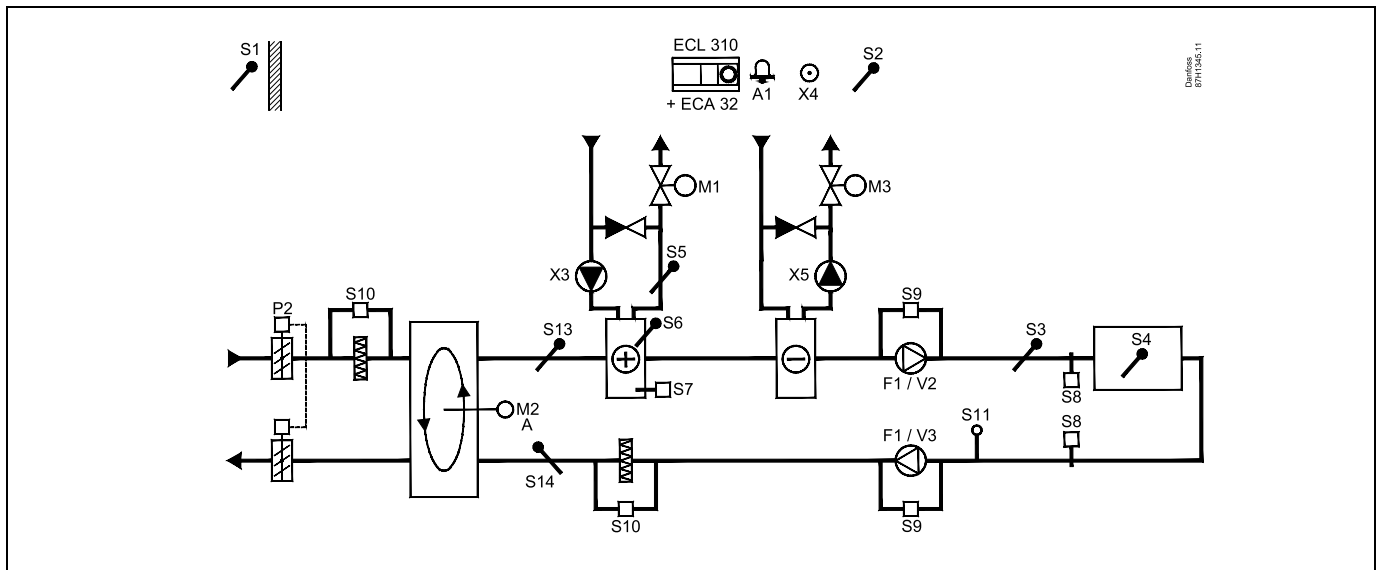 S1
ECL 310
+ ECA 32
A1
X4
S2
Danfoss
87H1345.11
M1
M3
X3
S5
X5
P2
S10
S13
S6
S9
S3
S4
S7
F1 / V2
S8
M2
A
S14
S10
F1 / V3
S11
S8
S9